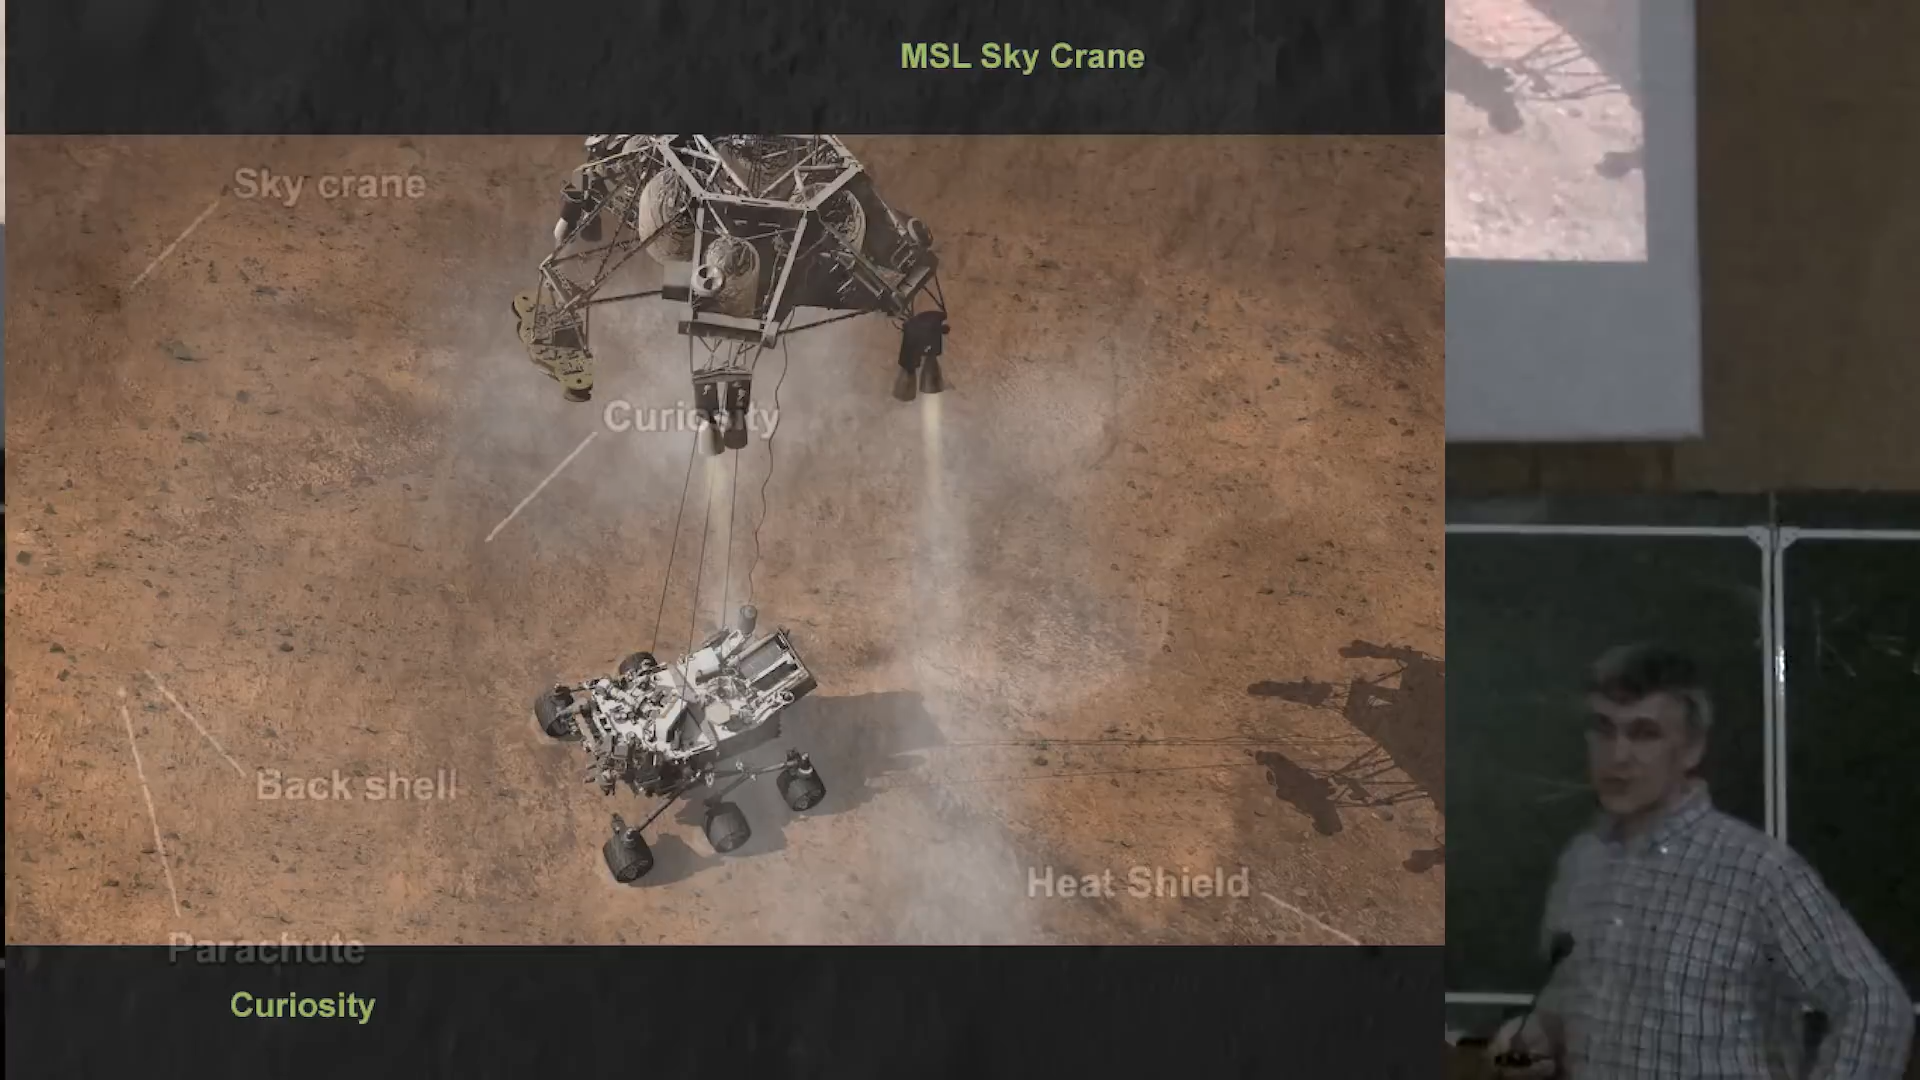 MSL Sky Crane
Sky crane
Curiosity
Back shell
Heat Shield
Parachute
Curiosity